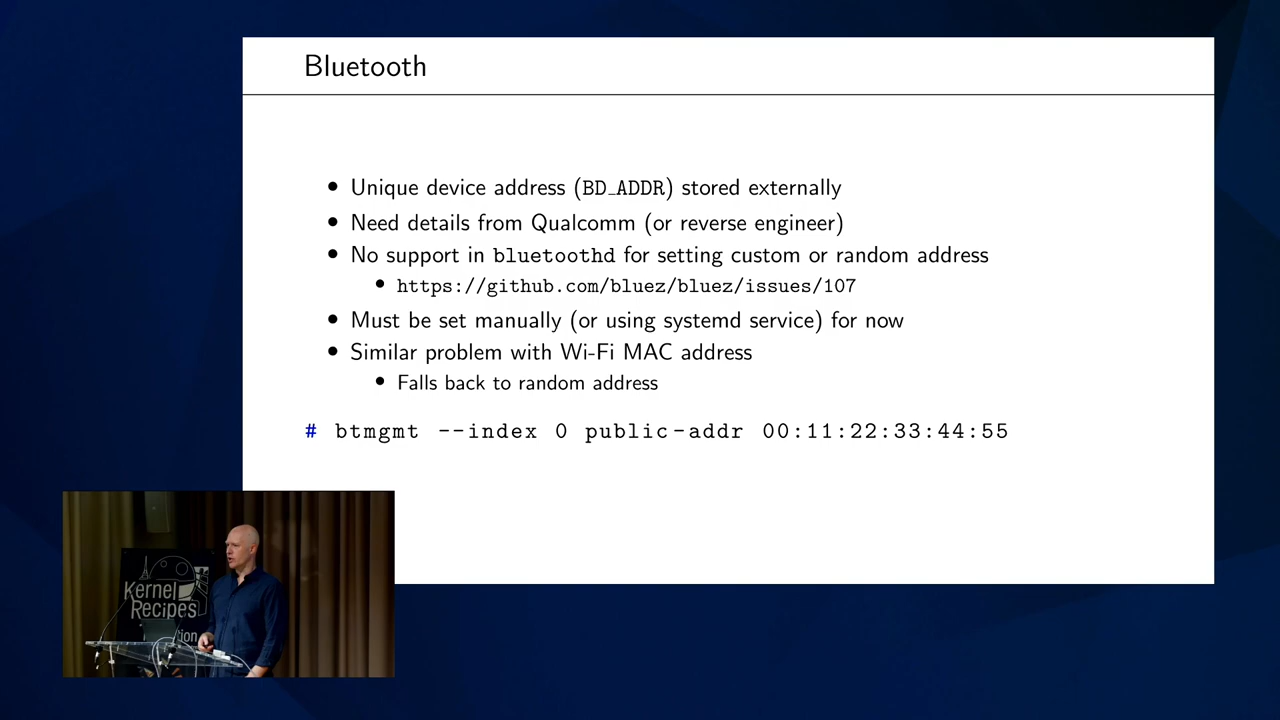 Bluetooth
• Unique device address (BD_ADDR) stored externally
• Need details from Qualcomm (or reverse engineer)
• No support in bluetoothd for setting custom or random address
• https://github.com/bluez/bluez/issues/107
• Must be set manually (or using systemd service) for now
• Similar problem with Wi-Fi MAC address
• Falls back to random address
# btmgmt --index 0 public-addr 00:11:22:33:44:55
Kernel
Recipes